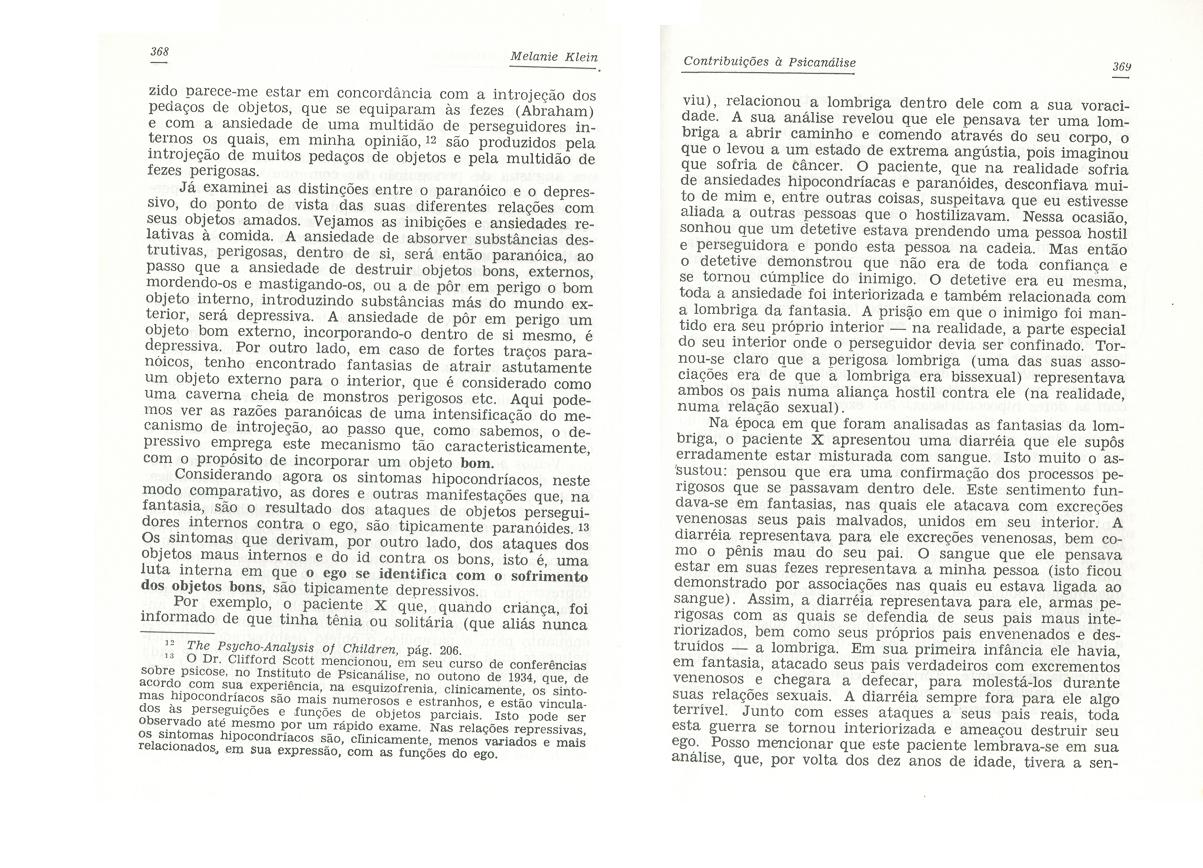 368
Melanie Klein
zido parece-me estar em concordância com a introjeção dos
pedaços de objetos, que se equiparam às fezes (Abraham)
e com a ansiedade de uma multidão de perseguidores in-
ternos os quais, em minha opinião, 12 são produzidos pela
introjeção de muitos pedaços de objetos e pela multidão de
fezes perigosas.
Já examinei as distinções entre o paranóico e o depres-
sivo, do ponto de vista das suas diferentes relações com
seus objetos amados. Vejamos as inibições e ansiedades re-
lativas à comida. A ansiedade de absorver substâncias des-
trutivas, perigosas, dentro de si, será então paranóica, ao
passo que a ansiedade de destruir objetos bons, externos,
mordendo-os e mastigando-os, ou a de pôr em perigo o bom
objeto interno, introduzindo substâncias más do mundo ex-
terior, será depressiva. A ansiedade de pôr em perigo um
objeto bom externo, incorporando-o dentro de si mesmo, é
depressiva. Por outro lado, em caso de fortes traços para-
nóicos, tenho encontrado fantasias de atrair astutamente
um objeto externo para o interior, que é considerado como
uma caverna cheia de monstros perigosos etc. Aqui pode-
mos ver as razões paranóicas de uma intensificação do me-
canismo de introjeção, ao passo que, como sabemos, o de-
pressivo emprega este mecanismo tão caracteristicamente,
com o propósito de incorporar um objeto bom.
Considerando agora os sintomas hipocondríacos, neste
modo comparativo, as dores e outras manifestações que, na
fantasia, são o resultado dos ataques de objetos persegui-
dores internos contra o ego, são tipicamente paranóides. 13
Os sintomas que derivam, por outro lado, dos ataques dos
objetos maus internos e do id contra os bons, isto é, uma
luta interna em que o ego se identifica com o sofrimento
dos objetos bons, são tipicamente depressivos.
Por exemplo, o paciente X que, quando criança, foi
informado de que tinha tênia ou solitária (que aliás nunca
12 The Psycho-Analysis of Children, pág. 206.
13 O Dr. Clifford Scott mencionou, em seu curso de conferências
sobre psicose, no Instituto de Psicanálise, no outono de 1934, que, de
acordo com sua experiência, na esquizofrenia, clinicamente, os sinto-
mas hipocondríacos são mais numerosos e estranhos, e estão vincula-
dos às perseguições e funções de objetos parciais. Isto pode ser
observado até mesmo por um rápido exame. Nas relações repressivas,
os sintomas hipocondríacos são, clinicamente, menos variados e mais
relacionados, em sua expressão, com as funções do ego.
Contribuições à Psicanálise
369
viu), relacionou a lombriga dentro dele com a sua voraci-
dade. A sua análise revelou que ele pensava ter uma lom-
briga a abrir caminho e comendo através do seu corpo, o
que o levou a um estado de extrema angústia, pois imaginou
que sofria de câncer. O paciente, que na realidade sofria
de ansiedades hipocondríacas e paranóides, desconfiava mui-
to de mim e, entre outras coisas, suspeitava que eu estivesse
aliada a outras pessoas que o hostilizavam. Nessa ocasião,
sonhou que um detetive estava prendendo uma pessoa hostil
e perseguidora e pondo esta pessoa na cadeia. Mas então
o detetive demonstrou que não era de toda confiança e
se tornou cúmplice do inimigo. O detetive era eu mesma,
toda a ansiedade foi interiorizada e também relacionada com
a lombriga da fantasia. A prisão em que o inimigo foi man-
tido era seu próprio interior — na realidade, a parte especial
do seu interior onde o perseguidor devia ser confinado. Tor-
nou-se claro que a perigosa lombriga (uma das suas asso-
ciações era de que a lombriga era bissexual) representava
ambos os pais numa aliança hostil contra ele (na realidade,
numa relação sexual).
Na época em que foram analisadas as fantasias da lom-
briga, o paciente X apresentou uma diarréia que ele supôs
erradamente estar misturada com sangue. Isto muito o as-
sustou: pensou que era uma confirmação dos processos pe-
rigosos que se passavam dentro dele. Este sentimento fun-
dava-se em fantasias, nas quais ele atacava com excreções
venenosas seus pais malvados, unidos em seu interior. A
diarréia representava para ele excreções venenosas, bem co-
mo o pênis mau do seu pai. O sangue que ele pensava
estar em suas fezes representava a minha pessoa (isto ficou
demonstrado por associações nas quais eu estava ligada ao
sangue). Assim, a diarréia representava para ele, armas pe-
rigosas com as quais se defendia de seus pais maus inte-
riorizados, bem como seus próprios pais envenenados e des-
truídos — a lombriga. Em sua primeira infância ele havia,
em fantasia, atacado seus pais verdadeiros com excrementos
venenosos e chegara a defecar, para molestá-los durante
suas relações sexuais. A diarréia sempre fora para ele algo
terrível. Junto com esses ataques a seus pais reais, toda
esta guerra se tornou interiorizada e ameaçou destruir seu
ego. Posso mencionar que este paciente lembrava-se em sua
análise, que, por volta dos dez anos de idade, tivera a sen-